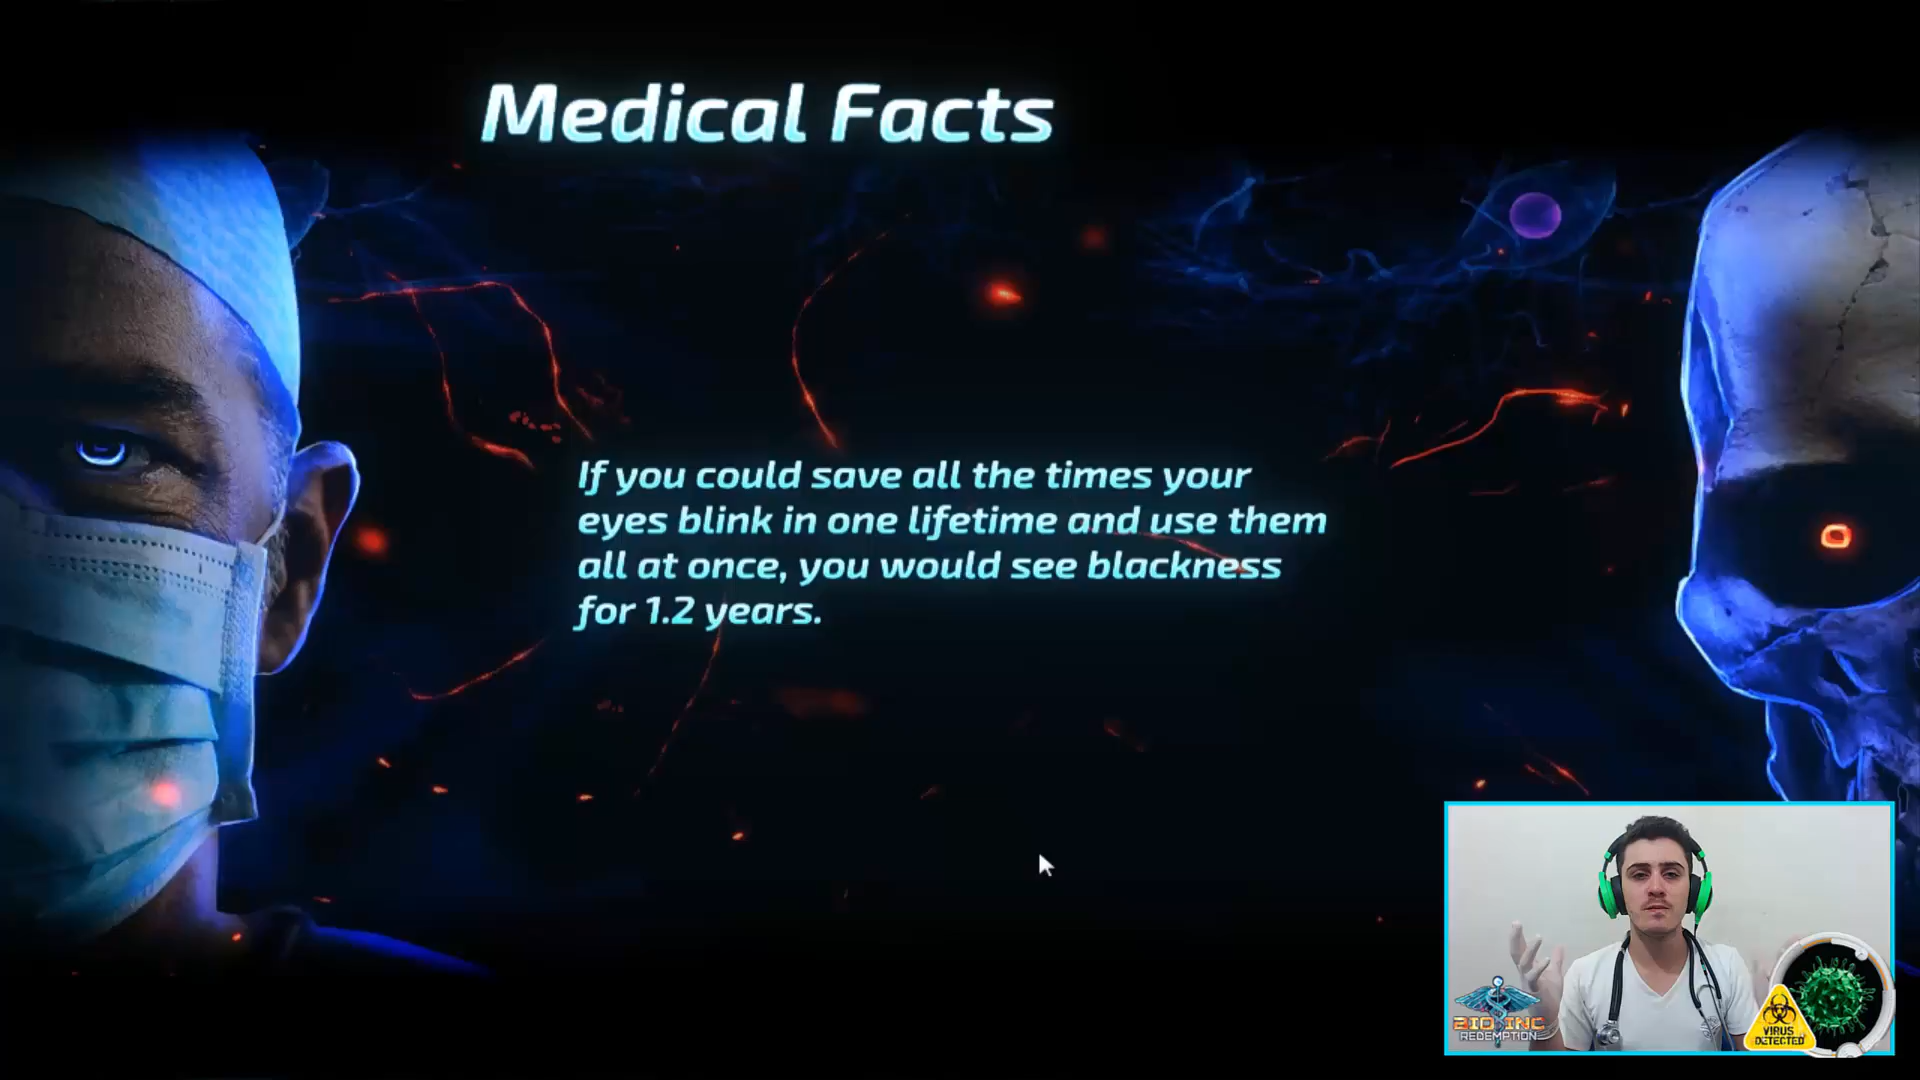 Medical Facts
If you could save all the times your
eyes blink in one lifetime and use them
all at once, you would see blackness
for 1.2 years.
BIO INC
REDEMPTION
VIRUS
DETECTED